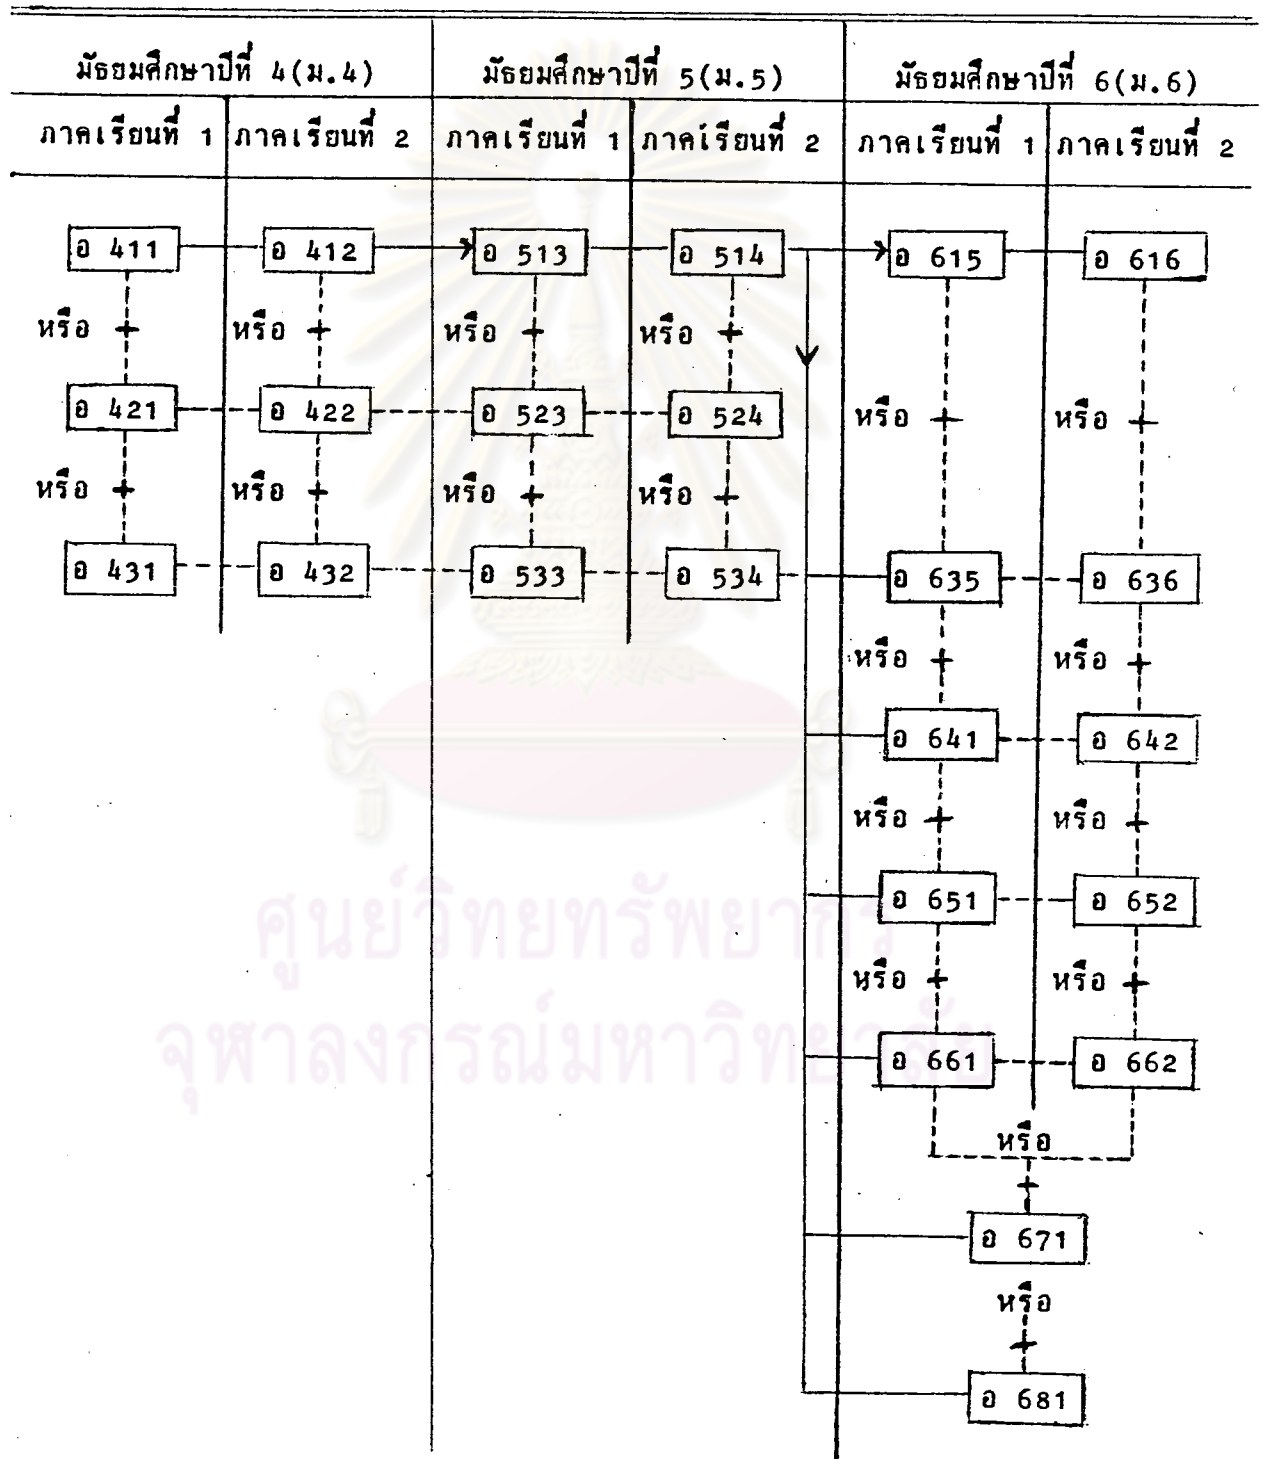 มัธยมศึกษาปีที่ 4(ม.4) มัธยมศึกษาปีที่ 5(ม.5) มัธยมศึกษาปีที่ 6(ม.6)
ภาคเรียนที่ 1 ภาคเรียนที่ 2 ภาคเรียนที่ 1 ภาคเรียนที่ 2 ภาคเรียนที่ 1 ภาคเรียนที่ 2
อ 411 อ 412 อ 513 อ 514 อ 615 อ 616
หรือ + หรือ + หรือ + หรือ +
อ 421 อ 422 อ 523 อ 524 หรือ + หรือ +
หรือ + หรือ + หรือ + หรือ +
อ 431 อ 432 อ 533 อ 534 อ 635 อ 636
หรือ + หรือ +
อ 641 อ 642
หรือ + หรือ +
อ 651 อ 652
ศูนย์วิทยทรัพยากร
หรือ + หรือ +
จุฬาลงกรณ์มหาวิทยาลัย
อ 661 อ 662
หรือ
+
อ 671
หรือ
+
อ 681